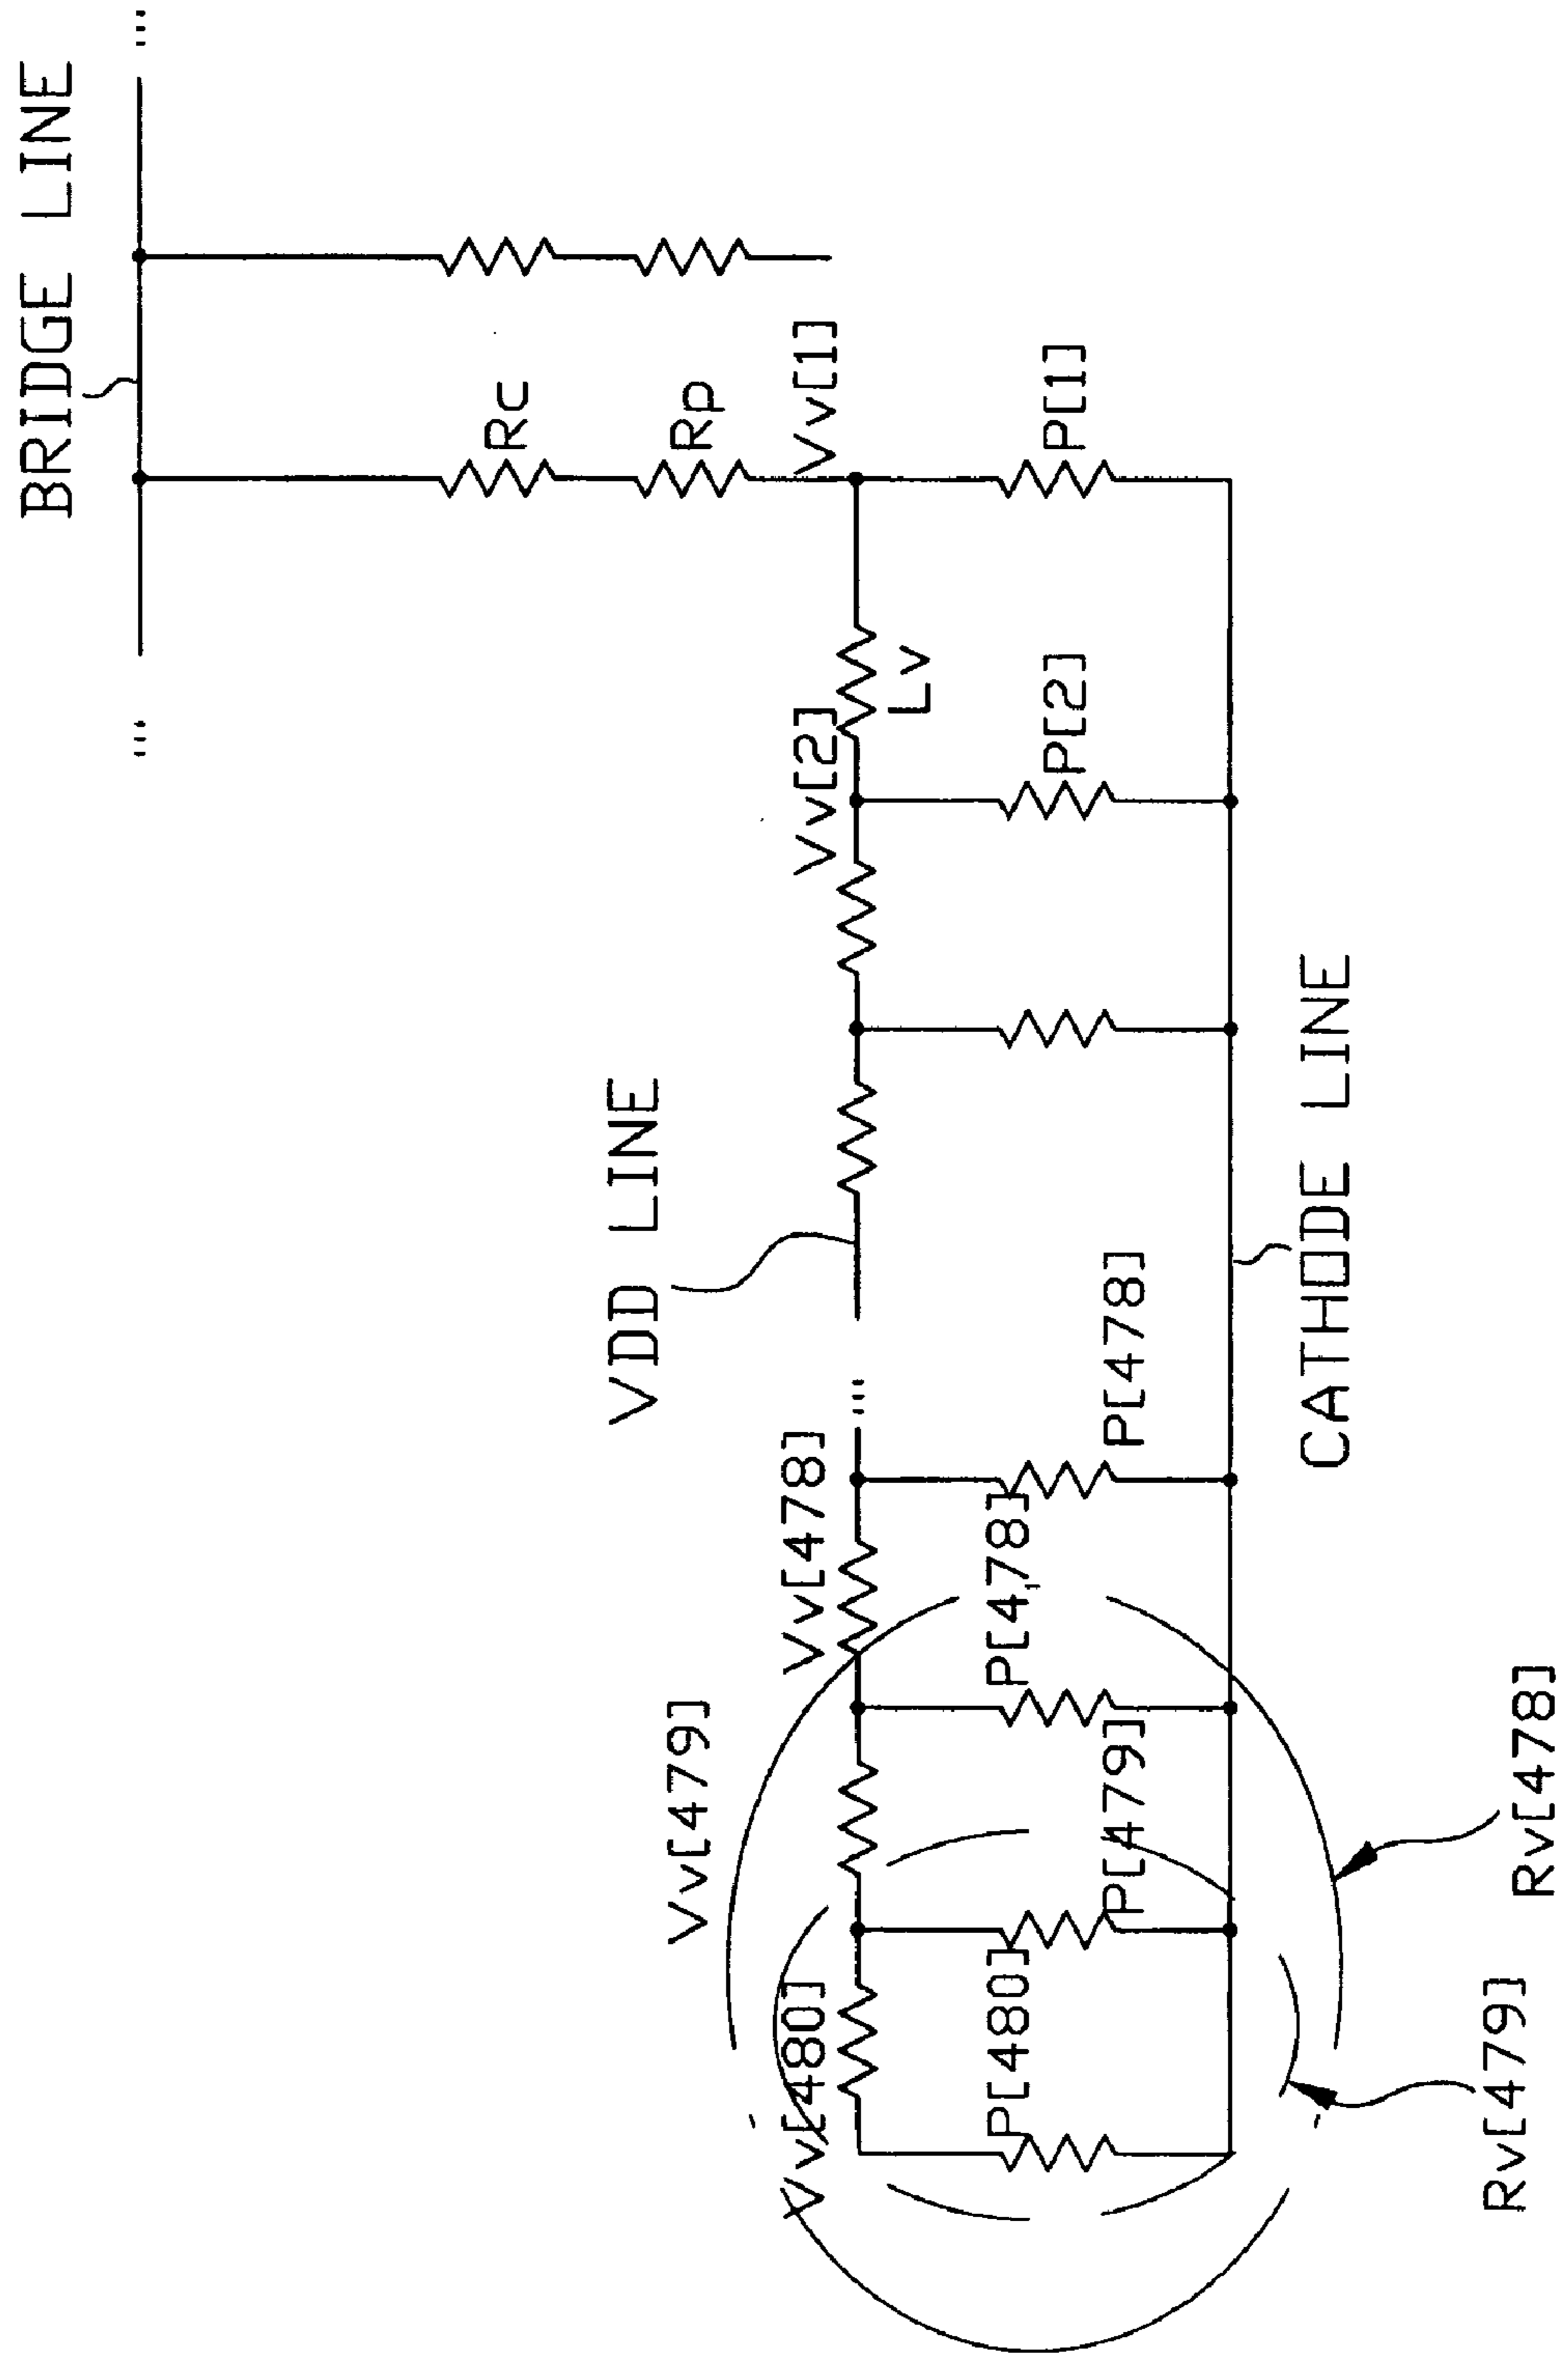 BRIDGE LINE
...
...
Rc
Rp
Vv[1]
P[1]
Lv
Vv[2]
P[2]
VDD LINE
CATHODE LINE
...
Vv[478]
P[478]
P[478]
Vv[479]
P[479]
Vv[480]
P[480]
Rv[478]
Rv[479]